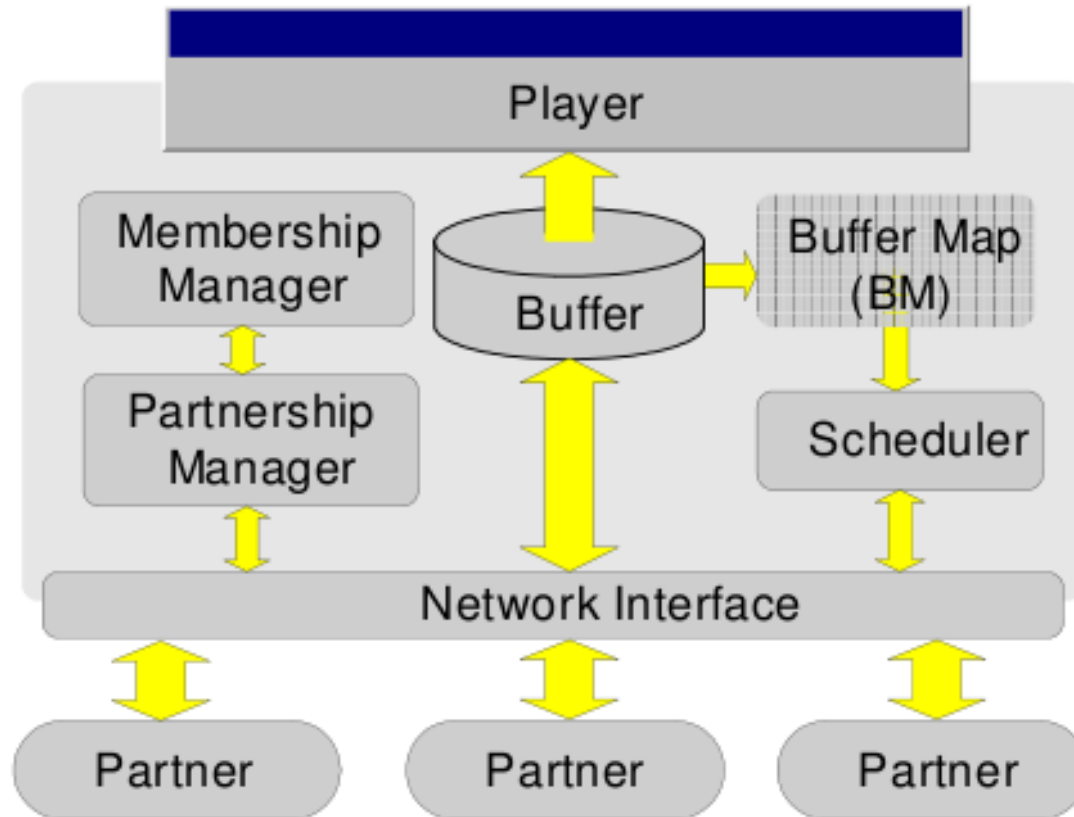 Player
Membership
Manager
Buffer
Buffer Map
(BM)
Partnership
Manager
Scheduler
Network Interface
Partner
Partner
Partner